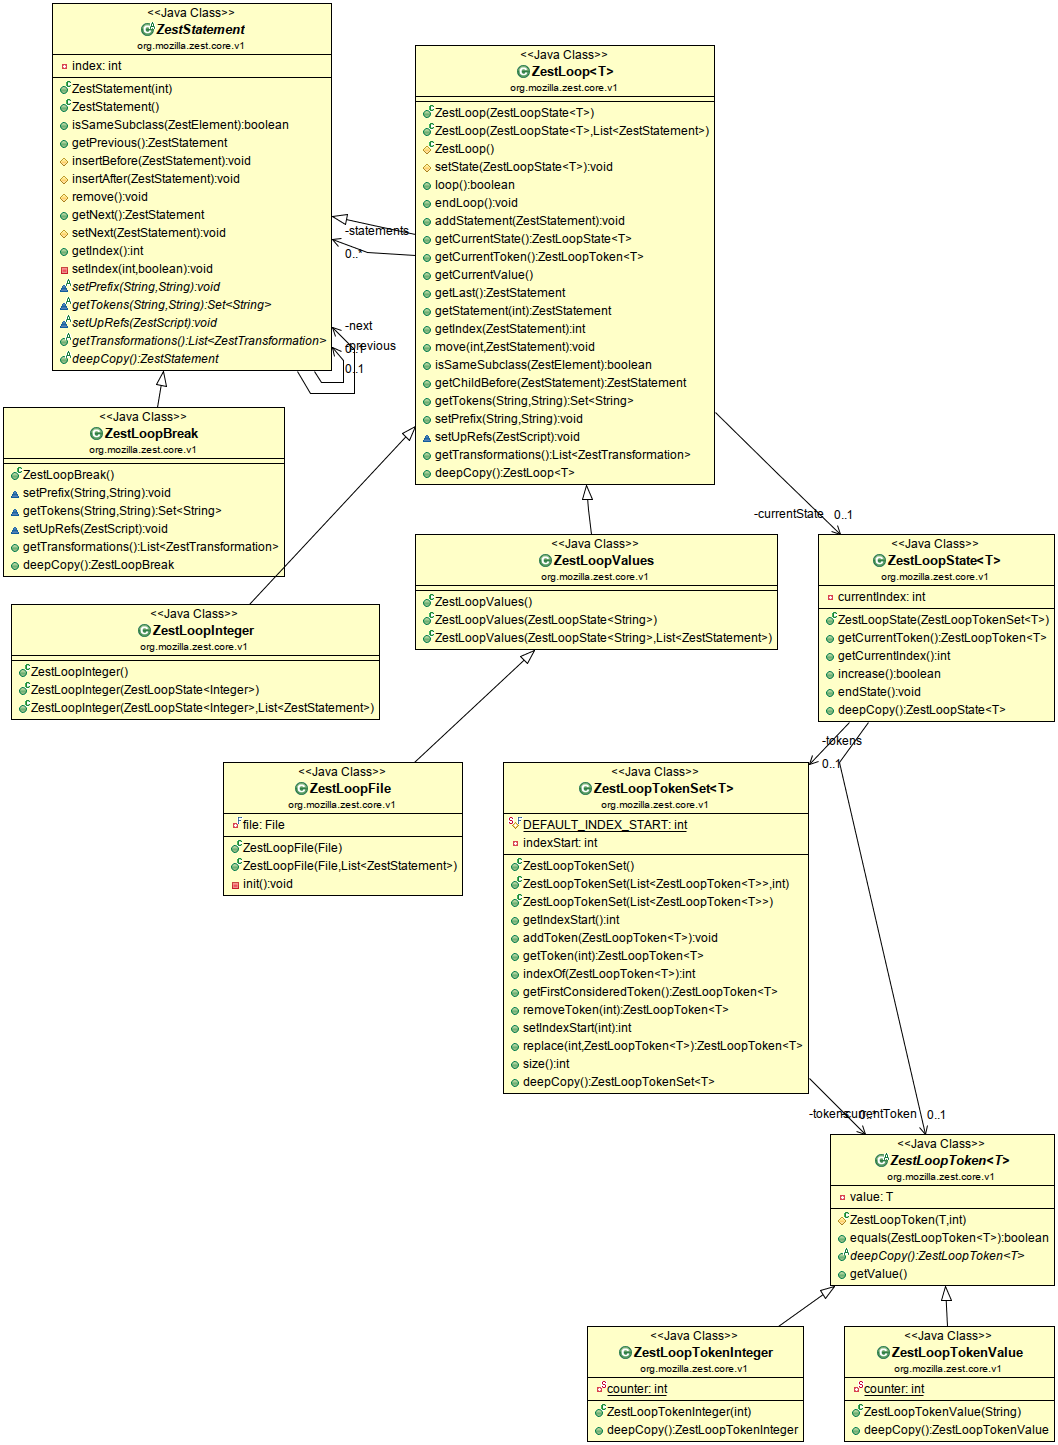 <<Java Class>>
ZestStatement
org.mozilla.zest.core.v1
index: int
ZestStatement(int)
ZestStatement()
isSameSubclass(ZestElement):boolean
getPrevious():ZestStatement
insertBefore(ZestStatement):void
insertAfter(ZestStatement):void
remove():void
getNext():ZestStatement
setNext(ZestStatement):void
getIndex():int
setIndex(int,boolean):void
setPrefix(String,String):void
getTokens(String,String):Set<String>
setUpRefs(ZestScript):void
getTransformations():List<ZestTransformation>
deepCopy():ZestStatement
<<Java Class>>
ZestLoop<T>
org.mozilla.zest.core.v1
ZestLoop(ZestLoopState<T>)
ZestLoop(ZestLoopState<T>,List<ZestStatement>)
ZestLoop()
setState(ZestLoopState<T>):void
loop():boolean
endLoop():void
addStatement(ZestStatement):void
getCurrentState():ZestLoopState<T>
getCurrentToken():ZestLoopToken<T>
getCurrentValue()
getLast():ZestStatement
getStatement(int):ZestStatement
getIndex(ZestStatement):int
move(int,ZestStatement):void
isSameSubclass(ZestElement):boolean
getChildBefore(ZestStatement):ZestStatement
getTokens(String,String):Set<String>
setPrefix(String,String):void
setUpRefs(ZestScript):void
getTransformations():List<ZestTransformation>
deepCopy():ZestLoop<T>
-statements
0..*
-next
0..1
-previous
0..1
<<Java Class>>
ZestLoopBreak
org.mozilla.zest.core.v1
ZestLoopBreak()
setPrefix(String,String):void
getTokens(String,String):Set<String>
setUpRefs(ZestScript):void
getTransformations():List<ZestTransformation>
deepCopy():ZestLoopBreak
-currentState 0..1
<<Java Class>>
ZestLoopValues
org.mozilla.zest.core.v1
ZestLoopValues()
ZestLoopValues(ZestLoopState<String>)
ZestLoopValues(ZestLoopState<String>,List<ZestStatement>)
<<Java Class>>
ZestLoopState<T>
org.mozilla.zest.core.v1
currentIndex: int
ZestLoopState(ZestLoopTokenSet<T>)
getCurrentToken():ZestLoopToken<T>
getCurrentIndex():int
increase():boolean
endState():void
deepCopy():ZestLoopState<T>
<<Java Class>>
ZestLoopInteger
org.mozilla.zest.core.v1
ZestLoopInteger()
ZestLoopInteger(ZestLoopState<Integer>)
ZestLoopInteger(ZestLoopState<Integer>,List<ZestStatement>)
-tokens
0..1
<<Java Class>>
ZestLoopFile
org.mozilla.zest.core.v1
file: File
ZestLoopFile(File)
ZestLoopFile(File,List<ZestStatement>)
init():void
<<Java Class>>
ZestLoopTokenSet<T>
org.mozilla.zest.core.v1
DEFAULT_INDEX_START: int
indexStart: int
ZestLoopTokenSet()
ZestLoopTokenSet(List<ZestLoopToken<T>>,int)
ZestLoopTokenSet(List<ZestLoopToken<T>>)
getIndexStart():int
addToken(ZestLoopToken<T>):void
getToken(int):ZestLoopToken<T>
indexOf(ZestLoopToken<T>):int
getFirstConsideredToken():ZestLoopToken<T>
removeToken(int):ZestLoopToken<T>
setIndexStart(int):int
replace(int,ZestLoopToken<T>):ZestLoopToken<T>
size():int
deepCopy():ZestLoopTokenSet<T>
-tokens 0..*
-currentToken 0..1
<<Java Class>>
ZestLoopToken<T>
org.mozilla.zest.core.v1
value: T
ZestLoopToken(T,int)
equals(ZestLoopToken<T>):boolean
deepCopy():ZestLoopToken<T>
getValue()
<<Java Class>>
ZestLoopTokenInteger
org.mozilla.zest.core.v1
counter: int
ZestLoopTokenInteger(int)
deepCopy():ZestLoopTokenInteger
<<Java Class>>
ZestLoopTokenValue
org.mozilla.zest.core.v1
counter: int
ZestLoopTokenValue(String)
deepCopy():ZestLoopTokenValue